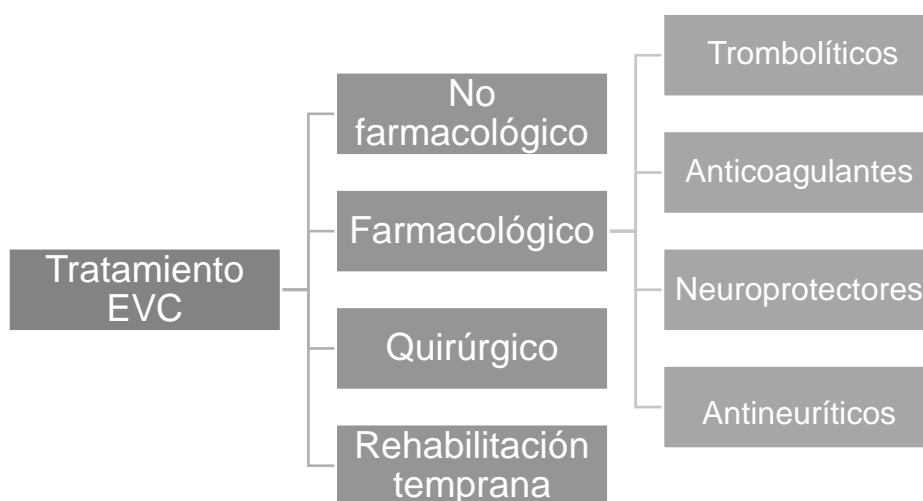 Tratamiento
EVC
No
farmacológico
Farmacológico
Quirúrgico
Rehabilitación
temprana
Trombolíticos
Anticoagulantes
Neuroprotectores
Antineuríticos